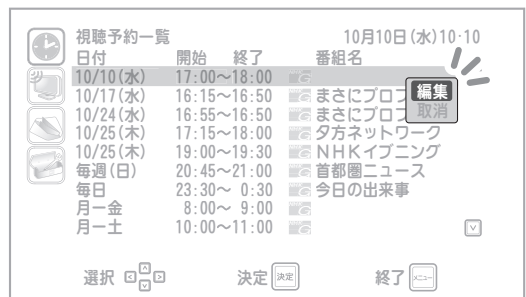 視聴予約一覧 10月10日(水)10:10
日付 開始 終了 番組名
10/10(水) 17:00〜18:00
10/17(水) 16:15〜16:50 まさにプロフ
10/24(水) 16:55〜16:50 まさにプロフ
10/25(木) 17:15〜18:00 夕方ネットワーク
10/25(木) 19:00〜19:30 NHKイブニング
毎週(日) 20:45〜21:00 首都圏ニュース
毎日 23:30〜 0:30 今日の出来事
月ー金 8:00〜 9:00
月ー土 10:00〜11:00
編集
取消
選択 決定 決定 終了 メニュー